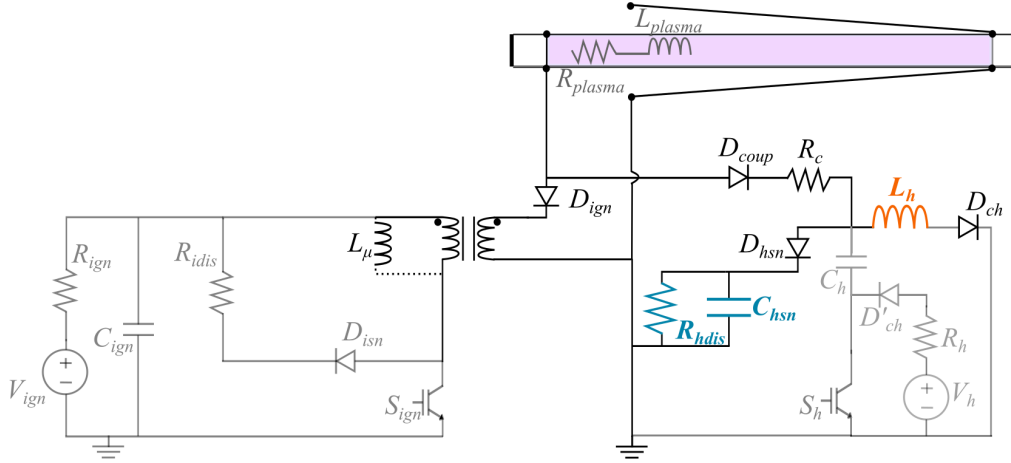 L_plasma
R_plasma
D_coup
R_c
D_ign
L_h
D_ch
L_μ
D_hsn
R_ign
R_idis
C_h
C_ign
D_isn
R_hdis
C_hsn
D'_ch
R_h
V_ign
S_ign
S_h
V_h